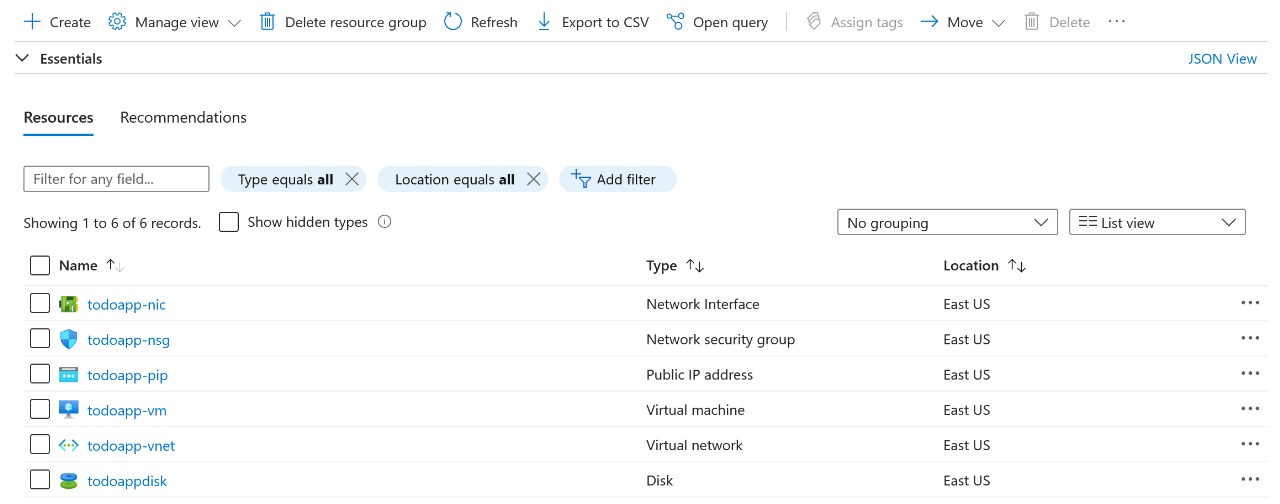 Create Manage view Delete resource group Refresh Export to CSV Open query Assign tags Move Delete ...
Essentials JSON View
Resources Recommendations
Filter for any field... Type equals all Location equals all Add filter
Showing 1 to 6 of 6 records. Show hidden types No grouping List view
Name Type Location
todoapp-nic Network Interface East US ...
todoapp-nsg Network security group East US ...
todoapp-pip Public IP address East US ...
todoapp-vm Virtual machine East US ...
todoapp-vnet Virtual network East US ...
todoappdisk Disk East US ...